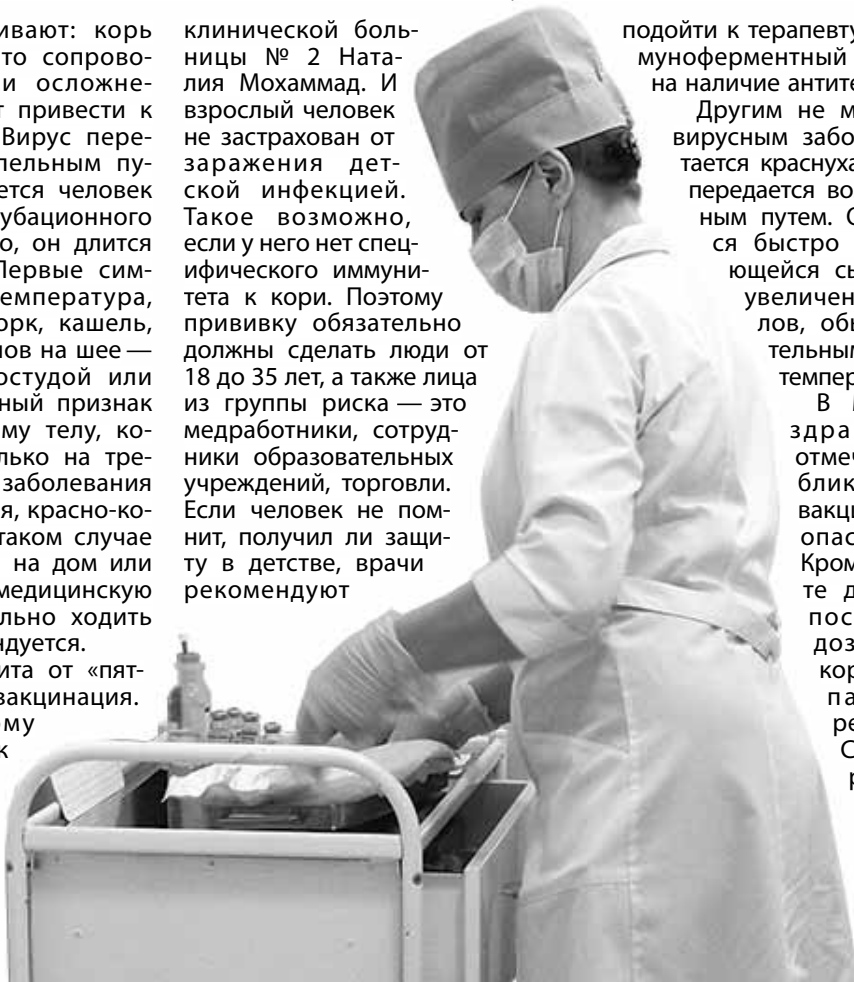 ивают: корь
то сопрово-
и осложне-
т привести к
Вирус пере-
пельным пу-
ется человек
убационного
о, он длится
Первые сим-
емпература,
орк, кашель,
лов на шее —
остудой или
ный признак
му телу, ко-
лько на тре-
заболевания
я, красно-ко-
таком случае
на дом или
медицинскую
льно ходить
ндуется.
ита от «пят-
вакцинация.
ому
к
клинической боль-
ницы № 2 Ната-
лия Мохаммад. И
взрослый человек
не застрахован от
заражения дет-
ской инфекцией.
Такое возможно,
если у него нет спец-
ифического иммуни-
тета к кори. Поэтому
прививку обязательно
должны сделать люди от
18 до 35 лет, а также лица
из группы риска — это
медработники, сотруд-
ники образовательных
учреждений, торговли.
Если человек не пом-
нит, получил ли защи-
ту в детстве, врачи
рекомендуют
подойти к терапевту
муноферментный
на наличие антите
Другим не м
вирусным забо
тается краснуха
передается во
ным путем. С
ся быстро
ющейся сы
увеличен
лов, обы
тельным
темпер
В
здра
отмеч
блик
вакци
опас
Кром
те д
пос
доз
кор
па
ре
С
р